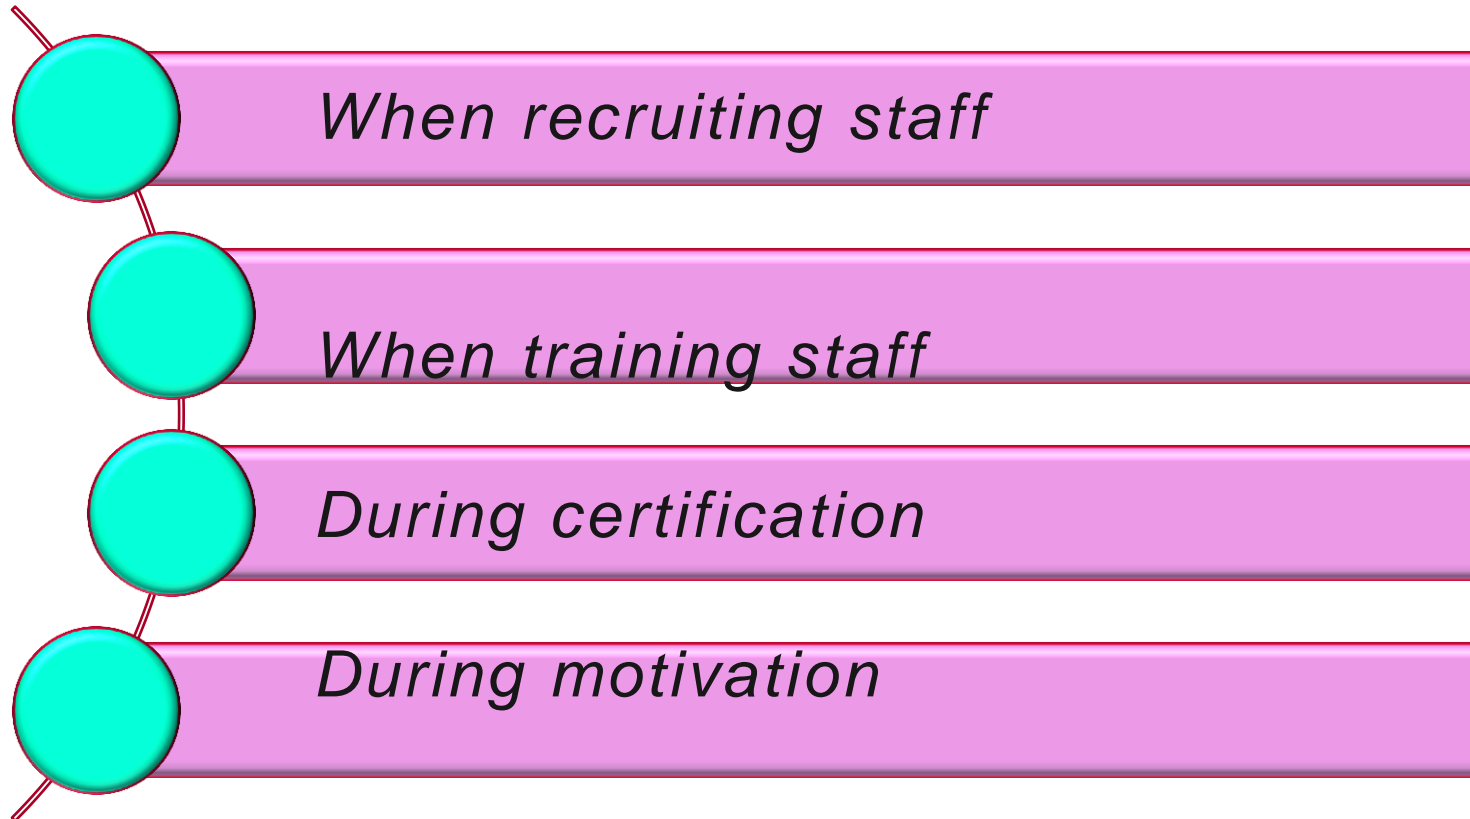 When recruiting staff
When training staff
During certification
During motivation